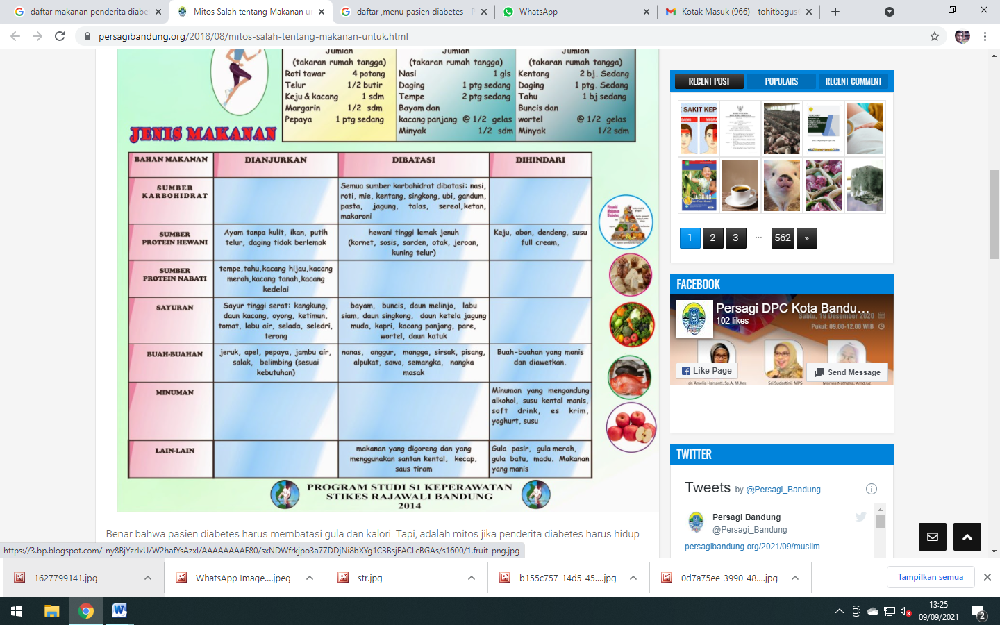 daftar makanan penderita diabe
Mitos Salah tentang Makanan u
daftar ,menu pasien diabetes - P
WhatsApp
Kotak Masuk (966) - tohitbagus
persagibandung.org/2018/08/mitos-salah-tentang-makanan-untuk.html
Jumlah
(takaran rumah tangga)
Roti tawar 4 potong
Telur 1/2 butir
Keju & kacang 1 sdm
Margarin 1/2 sdm
Pepaya 1 ptg sedang
Jumlah
(takaran rumah tangga)
Nasi 1 gls
Daging 1 ptg sedang
Tempe 2 ptg sedang
Bayam dan
kacang panjang @ 1/2 gelas
Minyak 1/2 sdm
Jumlah
(takaran rumah tangga)
Kentang 2 bj. Sedang
Daging 1 ptg. Sedang
Tahu 1 bj sedang
Buncis dan
wortel @ 1/2 gelas
Minyak 1/2 sdm
JENIS MAKANAN
BAHAN MAKANAN DIANJURKAN DIBATASI DIHINDARI
SUMBER
KARBOHIDRAT
Semua sumber karbohidrat dibatasi: nasi,
roti, mie, kentang, singkong, ubi, gandum,
pasta, jagung, talas, sereal,ketan,
makaroni
SUMBER
PROTEIN HEWANI
Ayam tanpa kulit, ikan, putih
telur, daging tidak berlemak
hewani tinggi lemak jenuh
(kornet, sosis, sarden, otak, jeroan,
kuning telur)
Keju, abon, dendeng, susu
full cream,
SUMBER
PROTEIN NABATI
tempe,tahu,kacang hijau,kacang
merah,kacang tanah,kacang
kedelai
SAYURAN
Sayur tinggi serat: kangkung,
daun kacang, oyong, ketimun,
tomat, labu air, selada, seledri,
terong
bayam, buncis, daun melinjo, labu
siam, daun singkong, daun ketela jagung
muda, kapri, kacang panjang, pare,
wortel, daun katuk
BUAH-BUAHAN
jeruk, apel, pepaya, jambu air,
salak, belimbing (sesuai
kebutuhan)
nanas, anggur, mangga, sirsak, pisang,
alpukat, sawo, semangka, nangka
masak
Buah-buahan yang manis
dan diawetkan.
MINUMAN
Minuman yang mengandung
alkohol, susu kental manis,
soft drink, es krim,
yoghurt, susu
LAIN-LAIN
makanan yang digoreng dan yang
menggunakan santan kental, kecap,
saus tiram
Gula pasir, gula merah,
gula batu, madu. Makanan
yang manis
PROGRAM STUDI S1 KEPERAWATAN
STIKES RAJAWALI BANDUNG
2014
Benar bahwa pasien diabetes harus membatasi gula dan kalori. Tapi, adalah mitos jika penderita diabetes harus hidup
RECENT POST POPULARS RECENT COMMENT
SAKIT KEP
JAGUNG
1 2 3 ... 562 »
FACEBOOK
Persagi DPC Kota Bandu...
102 likes
Sabtu, 19 Desember 2020
Pukul: 09.00-12.00 WIB
Like Page
Send Message
dr. Amelia Harsanti, Sp.A, M.Kes
Sri Sudartini, MPS
TWITTER
Tweets by @Persagi_Bandung
Persagi Bandung
@Persagi_Bandung
persagibandung.org/2021/09/muslim...
https://3.bp.blogspot.com/-ny8BjYzrlxU/W2hafYsAzxI/AAAAAAAAE80/sxNDWfrkjpo3a77DDjNi8bXYg1C3BsjEACLcBGAs/s1600/1.fruit-png.jpg
1627799141.jpg
WhatsApp Image....jpeg
str.jpg
b155c757-14d5-45....jpg
0d7a75ee-3990-48....jpg
Tampilkan semua
13:25
09/09/2021
2